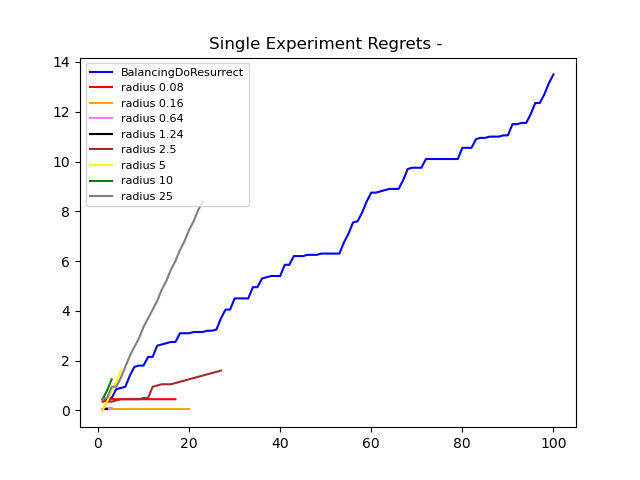 Single Experiment Regrets -
14
12
10
8
6
4
2
0
BalancingDoResurrect
radius 0.08
radius 0.16
radius 0.64
radius 1.24
radius 2.5
radius 5
radius 10
radius 25
0 20 40 60 80 100